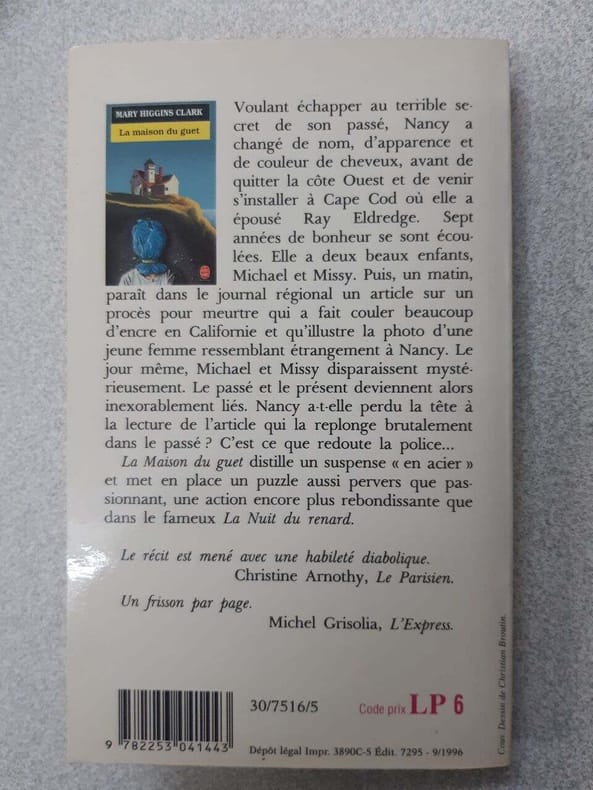 MARY HIGGINS CLARK
La maison du guet
Voulant échapper au terrible se-
cret de son passé, Nancy a
changé de nom, d'apparence et
de couleur de cheveux, avant de
quitter la côte Ouest et de venir
s'installer à Cape Cod où elle a
épousé Ray Eldredge. Sept
années de bonheur se sont écou-
lées. Elle a deux beaux enfants,
Michael et Missy. Puis, un matin,
paraît dans le journal régional un article sur un
procès pour meurtre qui a fait couler beaucoup
d'encre en Californie et qu'illustre la photo d'une
jeune femme ressemblant étrangement à Nancy. Le
jour même, Michael et Missy disparaissent mysté-
rieusement. Le passé et le présent deviennent alors
inexorablement liés. Nancy a-t-elle perdu la tête à
la lecture de l'article qui la replonge brutalement
dans le passé ? C'est ce que redoute la police...
La Maison du guet distille un suspense « en acier »
et met en place un puzzle aussi pervers que pas-
sionnant, une action encore plus rebondissante que
dans le fameux La Nuit du renard.
Le récit est mené avec une habileté diabolique.
Christine Arnothy, Le Parisien.
Un frisson par page.
Michel Grisolia, L'Express.
Couv. Dessin de Christian Broutin.
30/7516/5
Code prix LP 6
9 782253 041443
Dépôt légal Impr. 3890C-5 Édit. 7295 - 9/1996